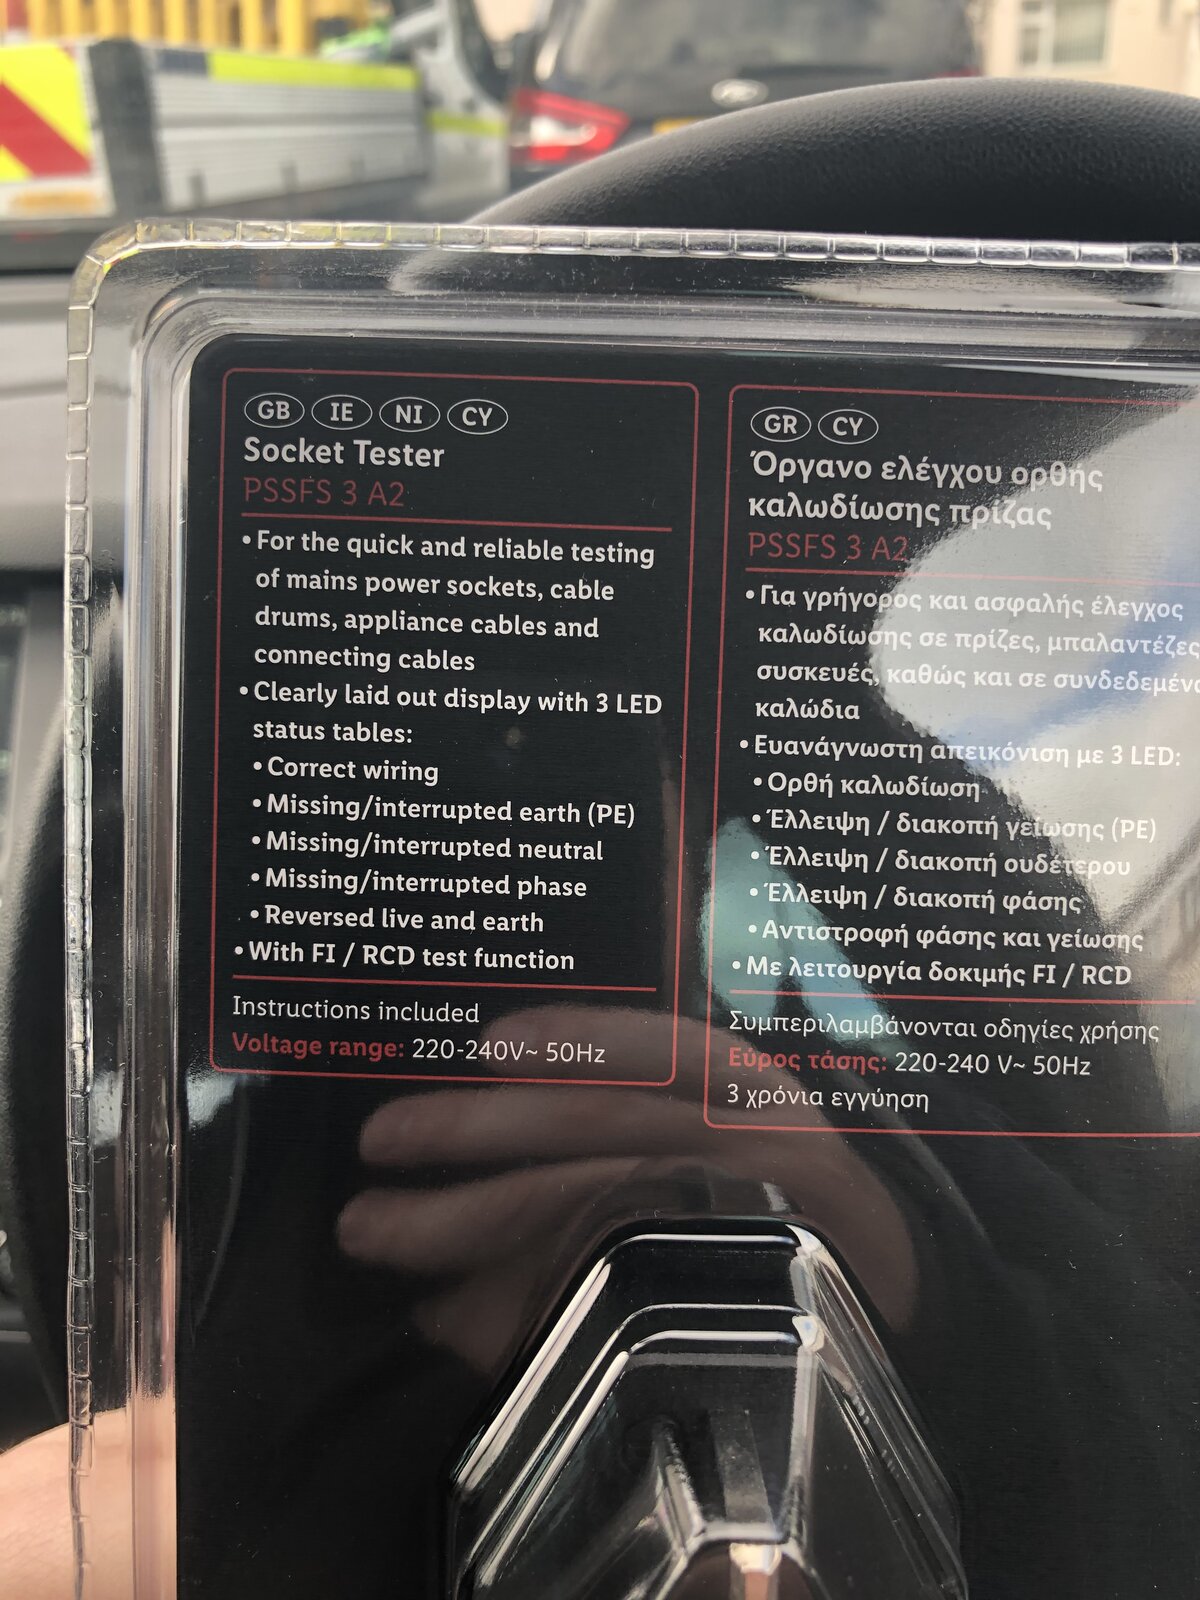 GB IE NI CY
Socket Tester
PSSFS 3 A2
• For the quick and reliable testing
of mains power sockets, cable
drums, appliance cables and
connecting cables
• Clearly laid out display with 3 LED
status tables:
• Correct wiring
• Missing/interrupted earth (PE)
• Missing/interrupted neutral
• Missing/interrupted phase
• Reversed live and earth
• With FI / RCD test function
Instructions included
Voltage range: 220-240V~ 50Hz
GR CY
Όργανο ελέγχου ορθής
καλωδίωσης πρίζας
PSSFS 3 A2
• Για γρήγορος και ασφαλής έλεγχος
καλωδίωσης σε πρίζες, μπαλαντέζες
συσκευές, καθώς και σε
καλώδια
• Ευανάγνωστη απεικόνιση με 3 LED:
• Ορθή καλωδίωση
• Έλλειψη / διακοπή γείωσης (PE)
• Έλλειψη / διακοπή ουδέτερου
• Έλλειψη / διακοπή φάσης
• Αντιστροφή φάσης και γείωσης
• Με λειτουργία δοκιμής FI / RCD
Συμπεριλαμβάνονται οδηγίες χρήσης
Εύρος τάσης: 220-240 V~ 50Hz
3 χρόνια εγγύηση